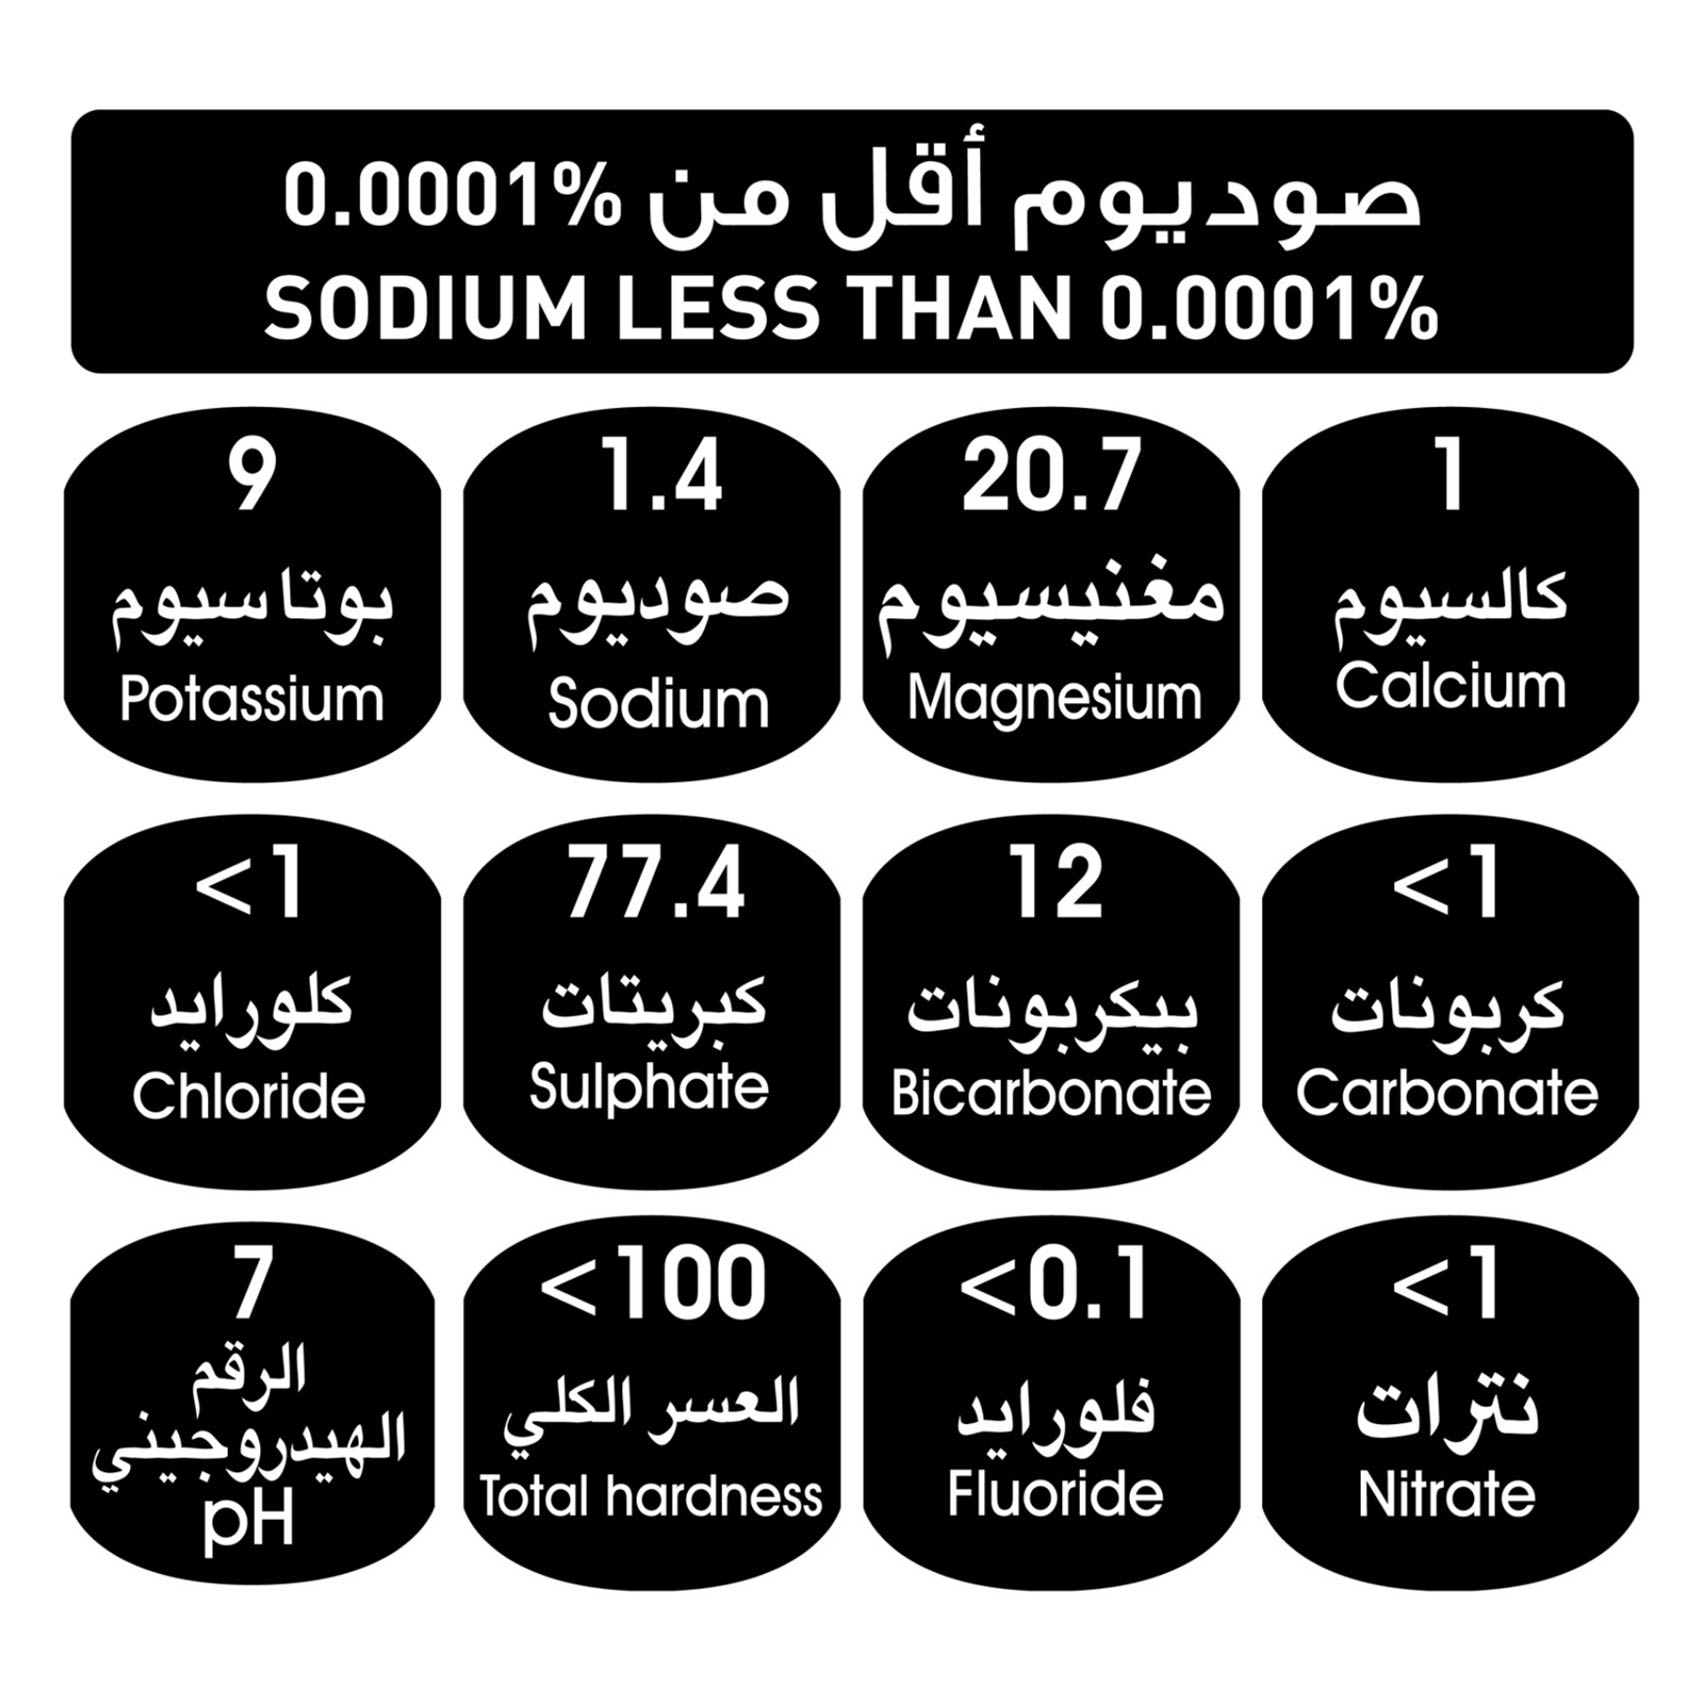 صوديوم أقل من 0.0001%
SODIUM LESS THAN 0.0001%
9
بوتاسيوم
Potassium
1.4
صوديوم
Sodium
20.7
مغنيسيوم
Magnesium
1
كالسيوم
Calcium
<1
كلورايد
Chloride
77.4
كبريتات
Sulphate
12
بيكربونات
Bicarbonate
<1
كربونات
Carbonate
7
الرقم
الهيدروجيني
pH
<100
العسر الكلي
Total hardness
<0.1
فلورايد
Fluoride
<1
نترات
Nitrate